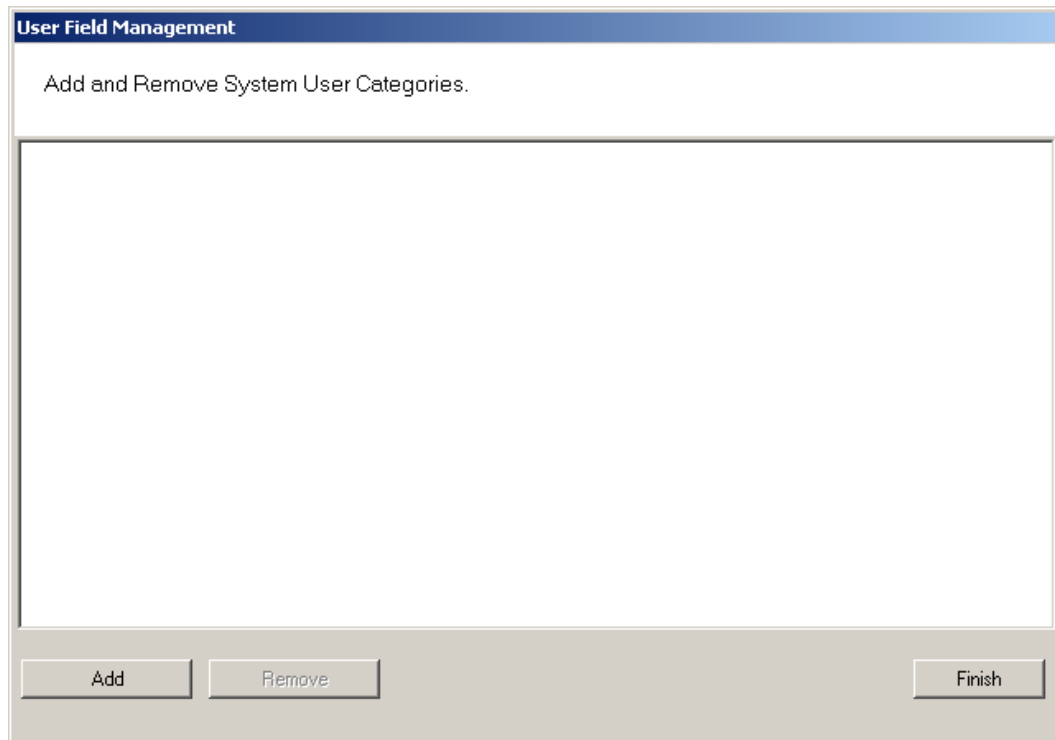 User Field Management
Add and Remove System User Categories.
Add
Remove
Finish